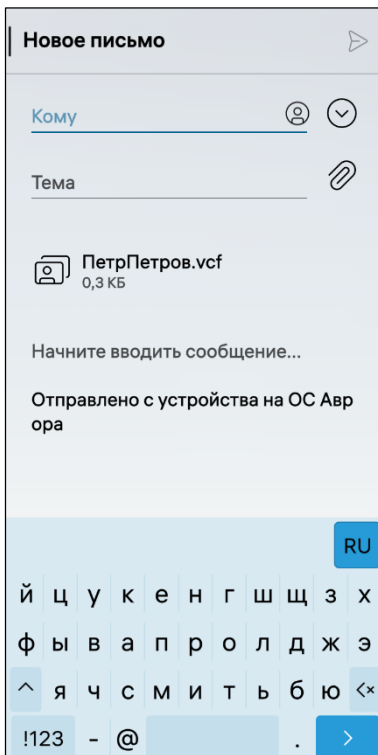 Новое письмо
Кому
Тема
ПетрПетров.vcf
0,3 КБ
Начните вводить сообщение...
Отправлено с устройства на ОС Авр
ора
RU
й ц у к е н г ш щ з х
ф ы в а п р о л д ж э
я ч с м и т ь б ю
!123 - @ .